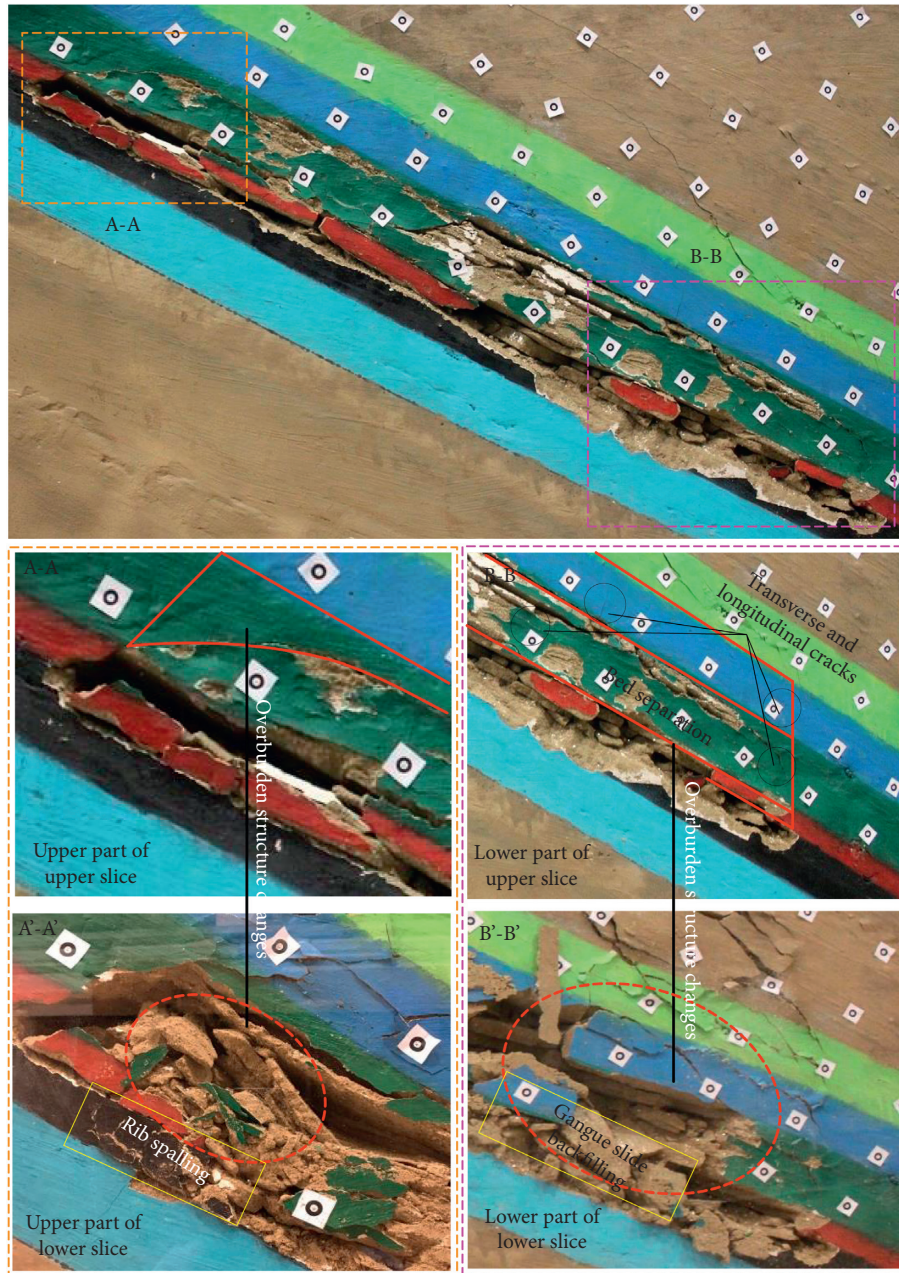 A-A
B-B
A-A
Overburden structure changes
Upper part of
upper slice
B-B
Transverse and
longitudinal cracks
Bed separation
Overburden structure changes
Lower part of
upper slice
A'-A'
Rib spalling
Upper part of
lower slice
B'-B'
Gangue slice
backfilling
Lower part of
lower slice